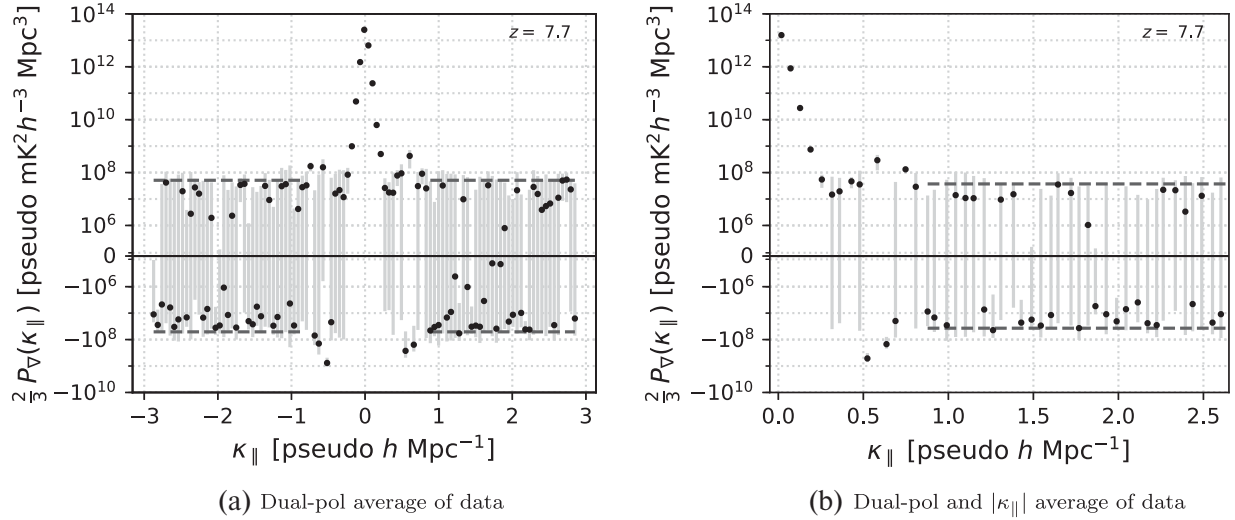 10^14
10^12
10^10
10^8
10^6
0
−10^6
−10^8
−10^10
2/3 P_∇(κ_∥) [pseudo mK^2 h^−3 Mpc^3]
z = 7.7
−3 −2 −1 0 1 2 3
κ_∥ [pseudo h Mpc^−1]
(a) Dual-pol average of data
10^14
10^12
10^10
10^8
10^6
0
−10^6
−10^8
−10^10
2/3 P_∇(κ_∥) [pseudo mK^2 h^−3 Mpc^3]
z = 7.7
0.0 0.5 1.0 1.5 2.0 2.5
κ_∥ [pseudo h Mpc^−1]
(b) Dual-pol and |κ_∥| average of data